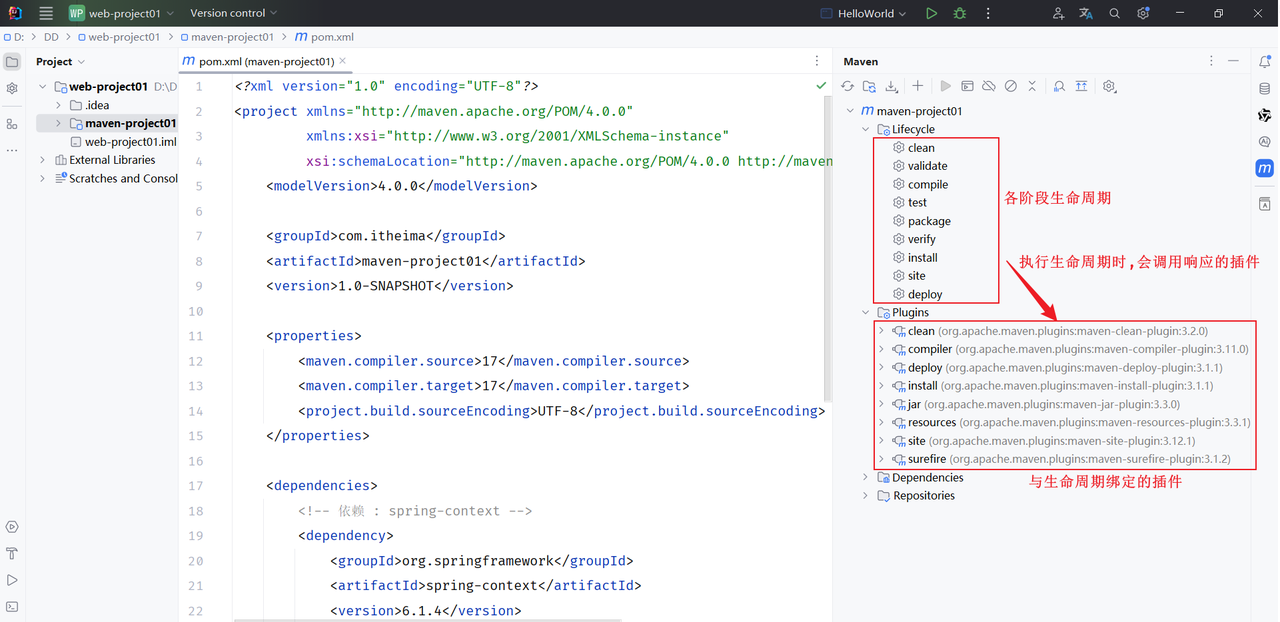 WP web-project01 Version control HelloWorld
D: DD web-project01 maven-project01 m pom.xml
Project
web-project01 D:\D
.idea
maven-project01
web-project01.iml
External Libraries
Scratches and Consol
m pom.xml (maven-project01)
1 <?xml version="1.0" encoding="UTF-8"?>
2 <project xmlns="http://maven.apache.org/POM/4.0.0"
3 xmlns:xsi="http://www.w3.org/2001/XMLSchema-instance"
4 xsi:schemaLocation="http://maven.apache.org/POM/4.0.0 http://maven
5 <modelVersion>4.0.0</modelVersion>
6
7 <groupId>com.itheima</groupId>
8 <artifactId>maven-project01</artifactId>
9 <version>1.0-SNAPSHOT</version>
10
11 <properties>
12 <maven.compiler.source>17</maven.compiler.source>
13 <maven.compiler.target>17</maven.compiler.target>
14 <project.build.sourceEncoding>UTF-8</project.build.sourceEncoding>
15 </properties>
16
17 <dependencies>
18 <!-- 依赖 : spring-context -->
19 <dependency>
20 <groupId>org.springframework</groupId>
21 <artifactId>spring-context</artifactId>
22 <version>6.1.4</version>
Maven
m maven-project01
Lifecycle
clean
validate
compile
test
package
verify
install
site
deploy
各阶段生命周期
执行生命周期时,会调用响应的插件
Plugins
clean (org.apache.maven.plugins:maven-clean-plugin:3.2.0)
compiler (org.apache.maven.plugins:maven-compiler-plugin:3.11.0)
deploy (org.apache.maven.plugins:maven-deploy-plugin:3.1.1)
install (org.apache.maven.plugins:maven-install-plugin:3.1.1)
jar (org.apache.maven.plugins:maven-jar-plugin:3.3.0)
resources (org.apache.maven.plugins:maven-resources-plugin:3.3.1)
site (org.apache.maven.plugins:maven-site-plugin:3.12.1)
surefire (org.apache.maven.plugins:maven-surefire-plugin:3.1.2)
Dependencies
与生命周期绑定的插件
Repositories